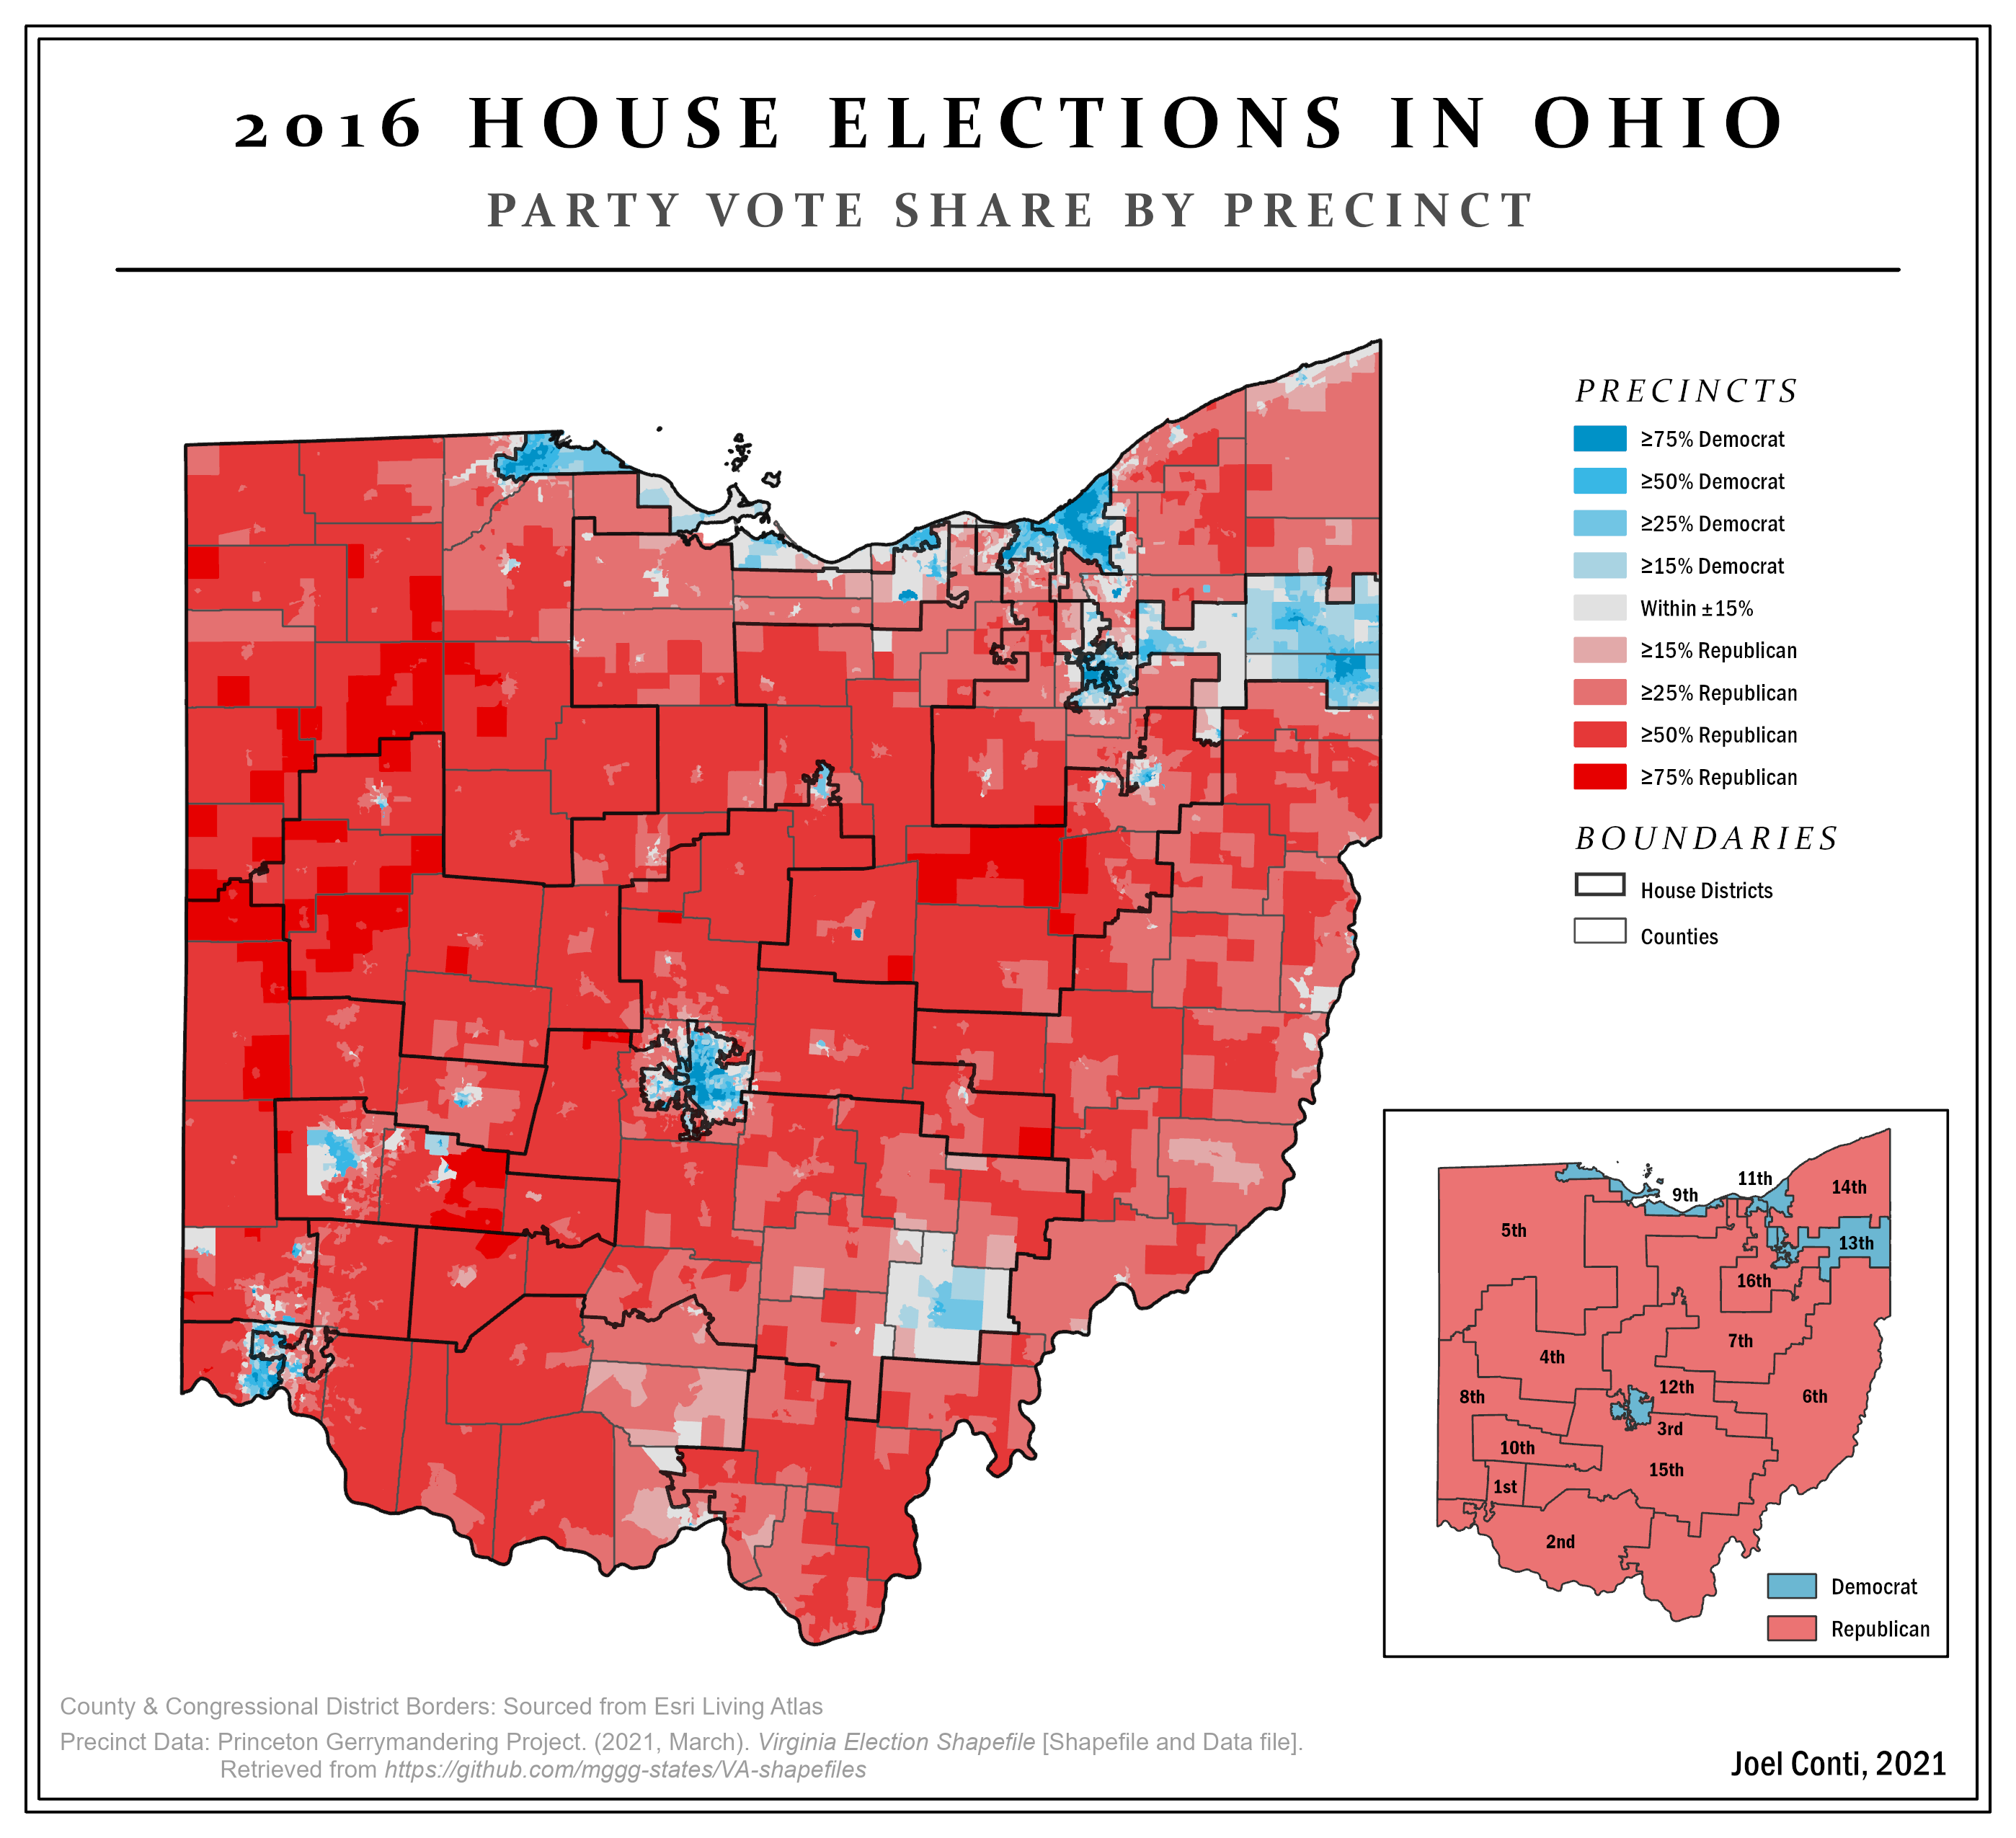 2016 HOUSE ELECTIONS IN OHIO
PARTY VOTE SHARE BY PRECINCT
PRECINCTS
≥75% Democrat
≥50% Democrat
≥25% Democrat
≥15% Democrat
Within ±15%
≥15% Republican
≥25% Republican
≥50% Republican
≥75% Republican
BOUNDARIES
House Districts
Counties
11th
14th
9th
5th
13th
16th
7th
4th
12th
8th
6th
3rd
10th
15th
1st
2nd
Democrat
Republican
County & Congressional District Borders: Sourced from Esri Living Atlas
Precinct Data: Princeton Gerrymandering Project. (2021, March). Virginia Election Shapefile [Shapefile and Data file].
Retrieved from https://github.com/mggg-states/VA-shapefiles
Joel Conti, 2021